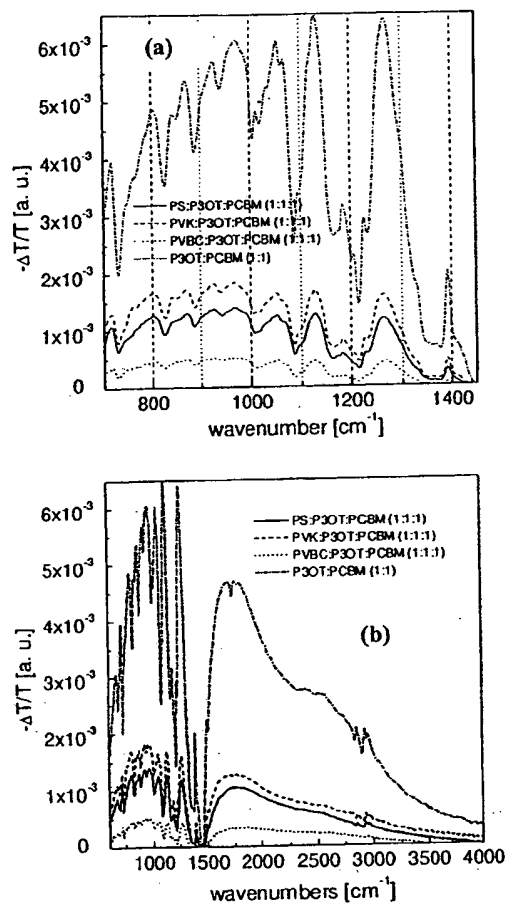 (a)
6x10⁻³
5x10⁻³
4x10⁻³
3x10⁻³
2x10⁻³
1x10⁻³
0
-ΔT/T [a. u.]
PS:P3OT:PCBM (1:1:1)
PVK:P3OT:PCBM (1:1:1)
PVBC:P3OT:PCBM (1:1:1)
P3OT:PCBM (1:1)
800 1000 1200 1400
wavenumber [cm⁻¹]
6x10⁻³
5x10⁻³
4x10⁻³
3x10⁻³
2x10⁻³
1x10⁻³
0
-ΔT/T [a. u.]
PS:P3OT:PCBM (1:1:1)
PVK:P3OT:PCBM (1:1:1)
PVBC:P3OT:PCBM (1:1:1)
P3OT:PCBM (1:1)
(b)
1000 1500 2000 2500 3000 3500 4000
wavenumbers [cm⁻¹]